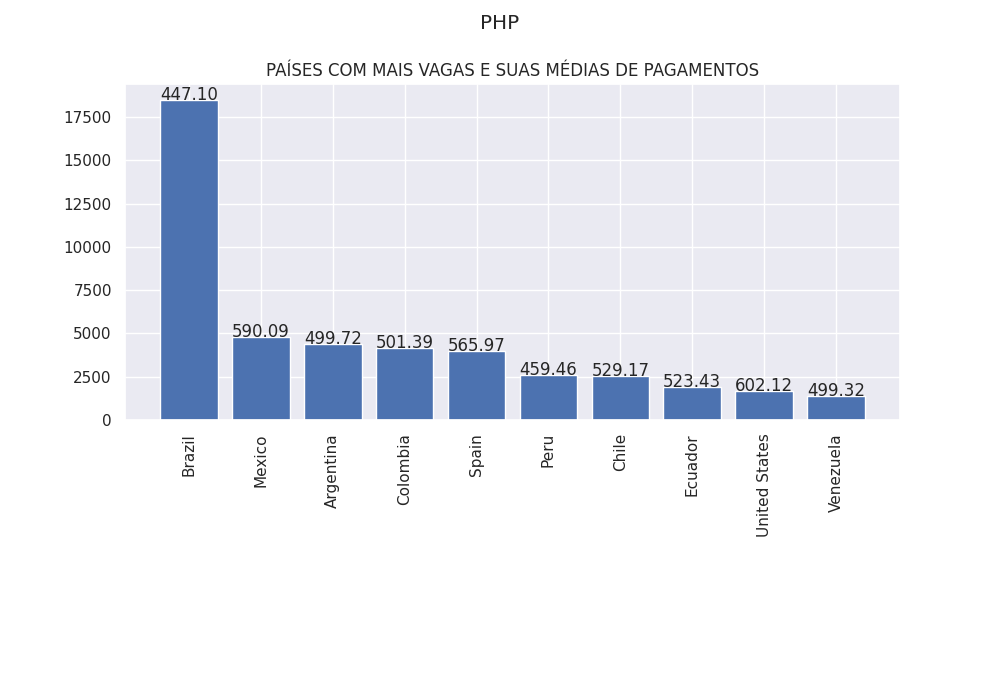 PHP
PAÍSES COM MAIS VAGAS E SUAS MÉDIAS DE PAGAMENTOS
17500
15000
12500
10000
7500
5000
2500
0
447.10
590.09
499.72
501.39
565.97
459.46
529.17
523.43
602.12
499.32
Brazil
Mexico
Argentina
Colombia
Spain
Peru
Chile
Ecuador
United States
Venezuela